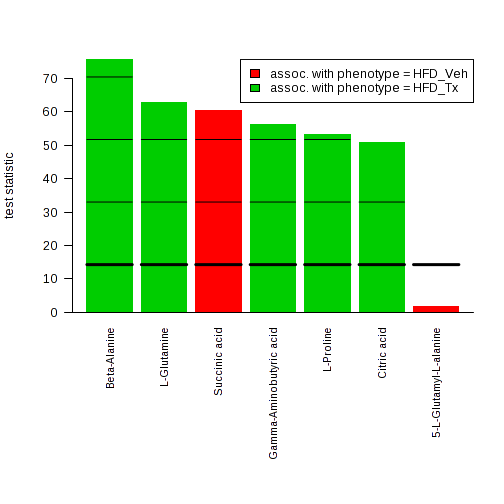 assoc. with phenotype = HFD_Veh
assoc. with phenotype = HFD_Tx
test statistic
70
60
50
40
30
20
10
0
Beta-Alanine
L-Glutamine
Succinic acid
Gamma-Aminobutyric acid
L-Proline
Citric acid
5-L-Glutamyl-L-alanine